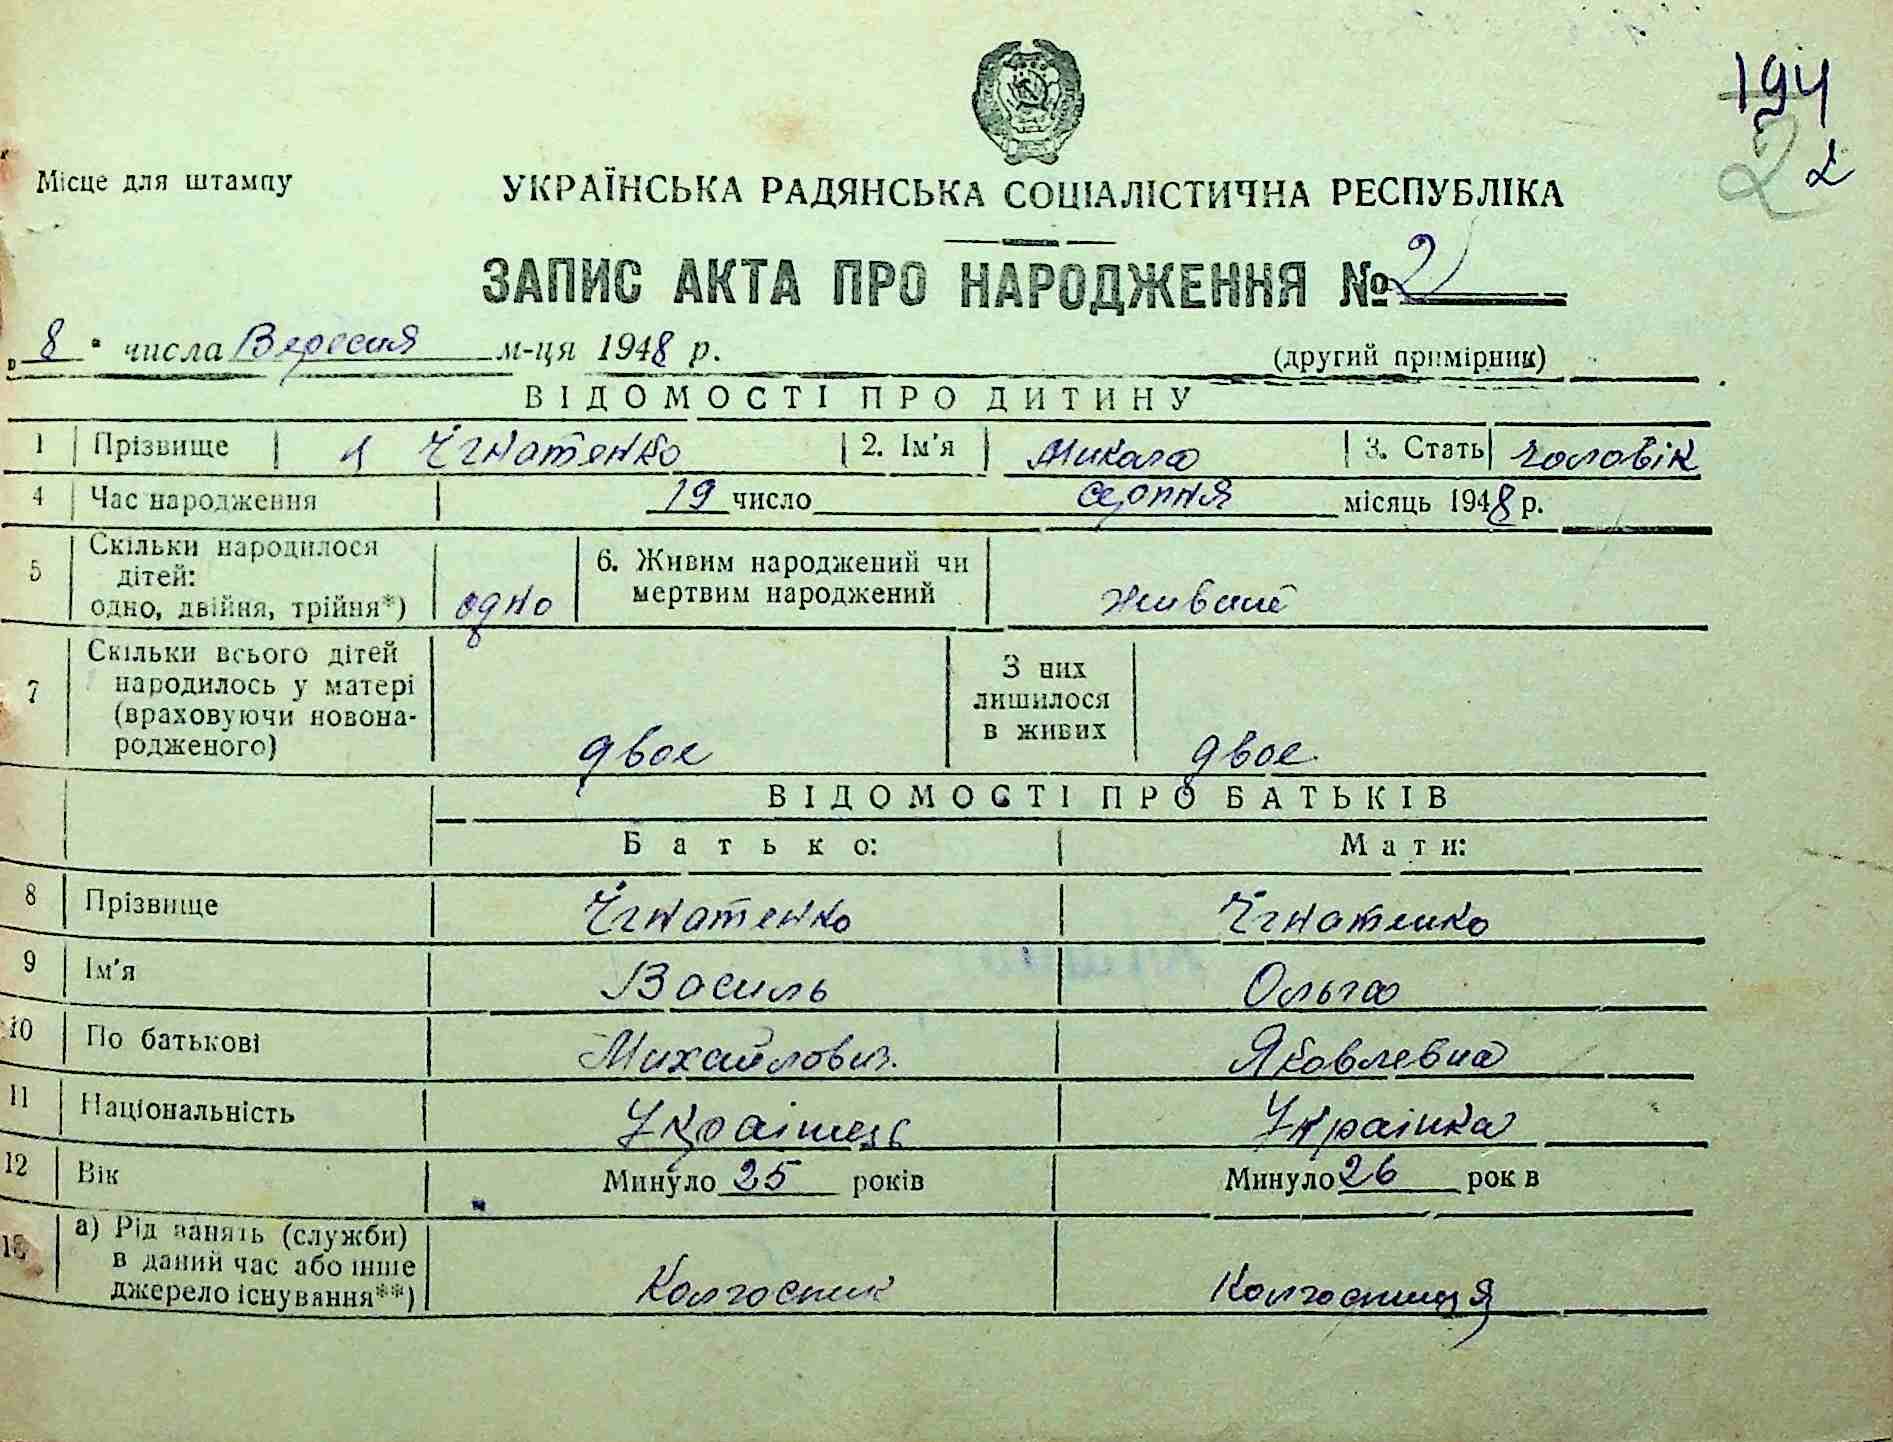 194
2 2
Місце для штампу
УКРАЇНСЬКА РАДЯНСЬКА СОЦІАЛІСТИЧНА РЕСПУБЛІКА
ЗАПИС АКТА ПРО НАРОДЖЕННЯ № 2
„8" числа Вересня м-ця 1948 р. (другий примірник)
ВІДОМОСТІ ПРО ДИТИНУ
1 Прізвище Ігнатенко 2. Ім'я Микола 3. Стать чоловік
4 Час народження 19 число серпня місяць 1948 р.
5 Скільки народилося дітей: одно, двійня, трійня*) одно 6. Живим народжений чи мертвим народжений живий
7 Скільки всього дітей народилось у матері (враховуючи новона-родженого) двое З них лишилося в живих двое
ВІДОМОСТІ ПРО БАТЬКІВ
Батько: Мати:
8 Прізвище Ігнатенко Ігнатенко
9 Ім'я Василь Ольга
10 По батькові Михайлович Яковлевна
11 Національність Українець Українка
12 Вік Минуло 25 років Минуло 26 рок в
13 а) Рід занять (служби) в даний час або інше джерело існування**) Колгоспник Колгоспниця